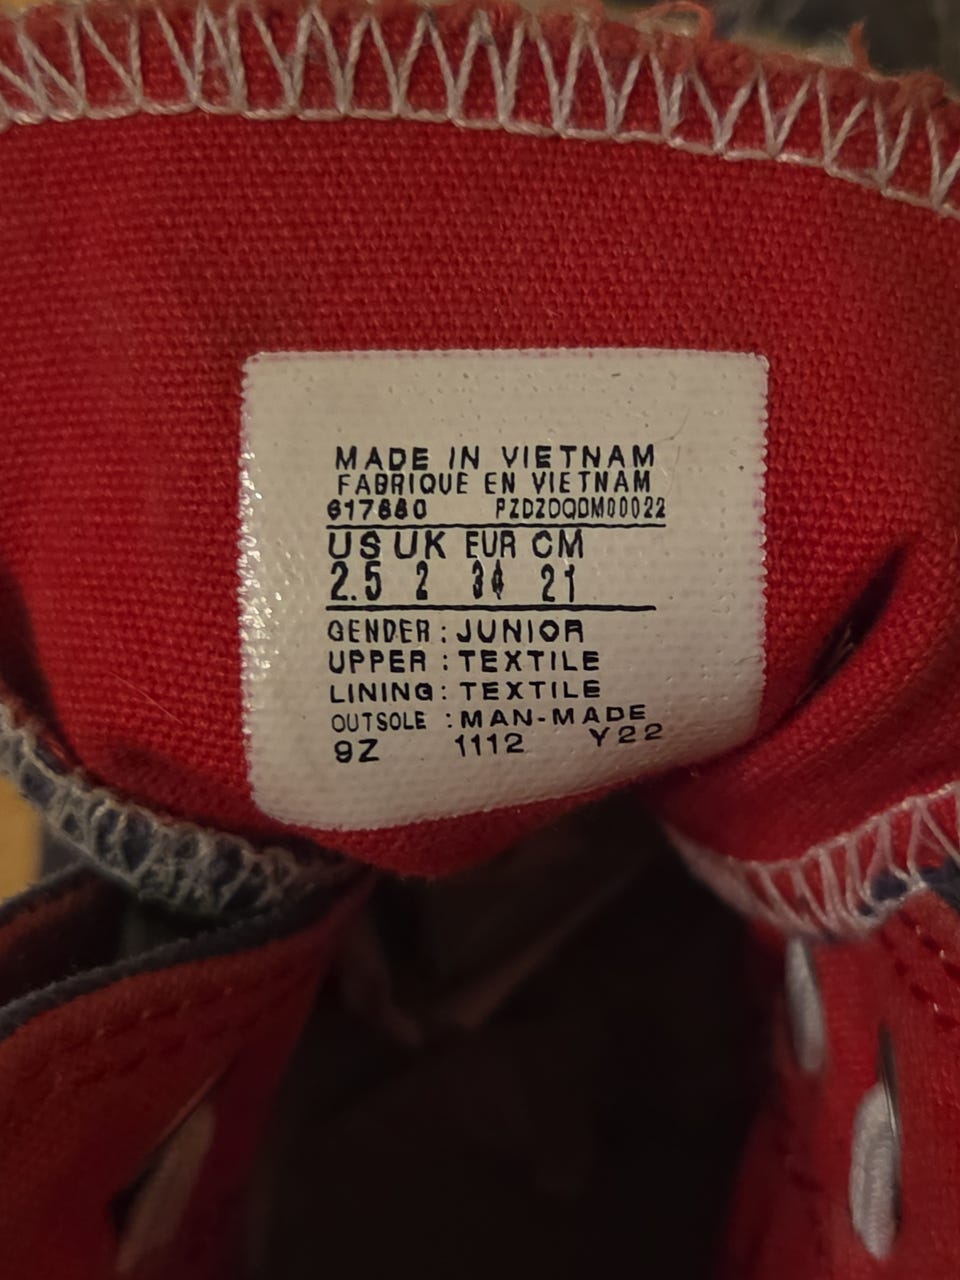 MADE IN VIETNAM
FABRIQUE EN VIETNAM
617680 PZDZDQDM00022
US UK EUR CM
2.5 2 34 21
GENDER : JUNIOR
UPPER : TEXTILE
LINING : TEXTILE
OUTSOLE : MAN-MADE
9Z 1112 Y22